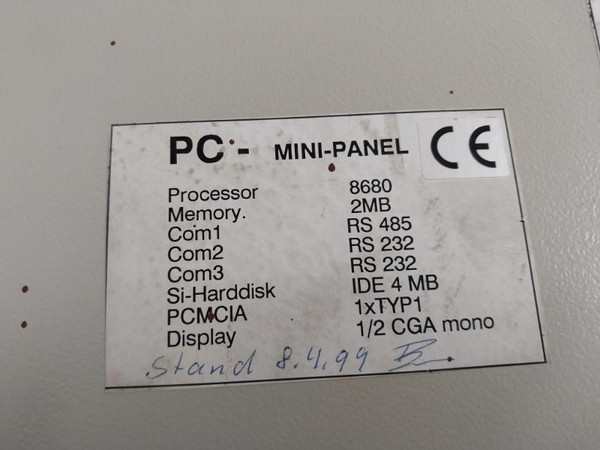 PC - MINI-PANEL CE
Processor 8680
Memory. 2MB
Com1 RS 485
Com2 RS 232
Com3 RS 232
Si-Harddisk IDE 4 MB
PCMCIA 1xTYP1
Display 1/2 CGA mono
Stand 8.4.99